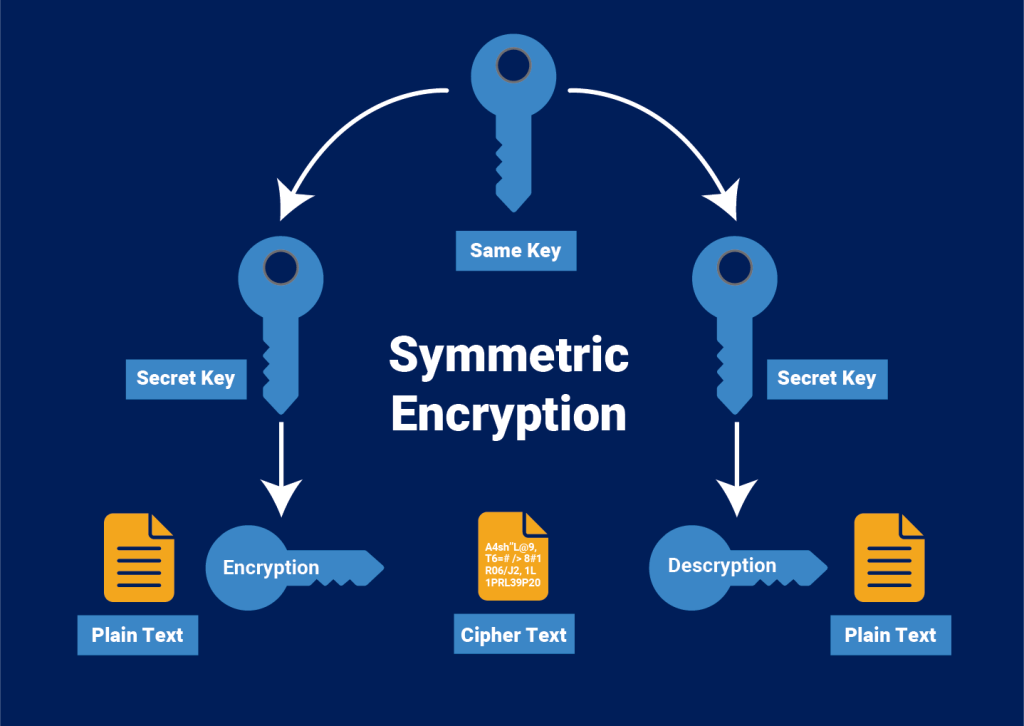 Same Key
Symmetric
Encryption
Secret Key
Secret Key
Encryption
A4sh"L@9,
T6=# /> 8#1
R06/J2, 1L
1PRL39P20
Descryption
Plain Text
Cipher Text
Plain Text